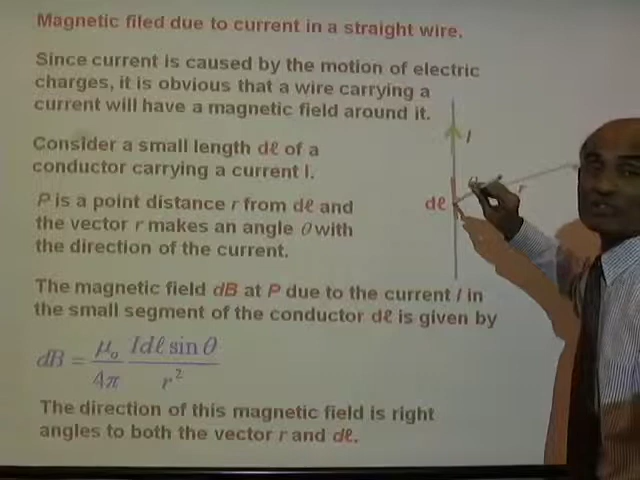 Magnetic filed due to current in a straight wire.
Since current is caused by the motion of electric
charges, it is obvious that a wire carrying a
current will have a magnetic field around it.
I
Consider a small length dℓ of a
conductor carrying a current I.
P is a point distance r from dℓ and
the vector r makes an angle θ with
the direction of the current.
dℓ
r
The magnetic field dB at P due to the current I in
the small segment of the conductor dℓ is given by
dB = μ₀/4π Idℓ sin θ/r²
The direction of this magnetic field is right
angles to both the vector r and dℓ.